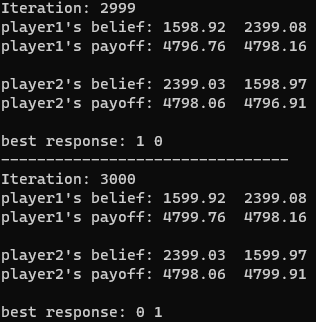 Iteration: 2999
player1's belief: 1598.92  2399.08
player1's payoff: 4796.76  4798.16

player2's belief: 2399.03  1598.97
player2's payoff: 4798.06  4796.91

best response: 1 0
--------------------------------
Iteration: 3000
player1's belief: 1599.92  2399.08
player1's payoff: 4799.76  4798.16

player2's belief: 2399.03  1599.97
player2's payoff: 4798.06  4799.91

best response: 0 1